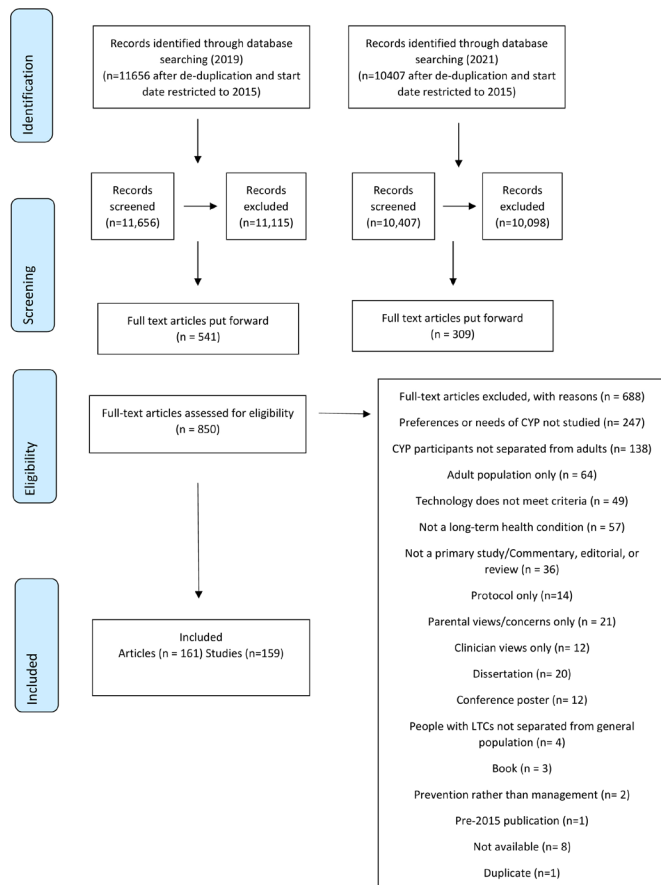 Identification
Records identified through database
searching (2019)
(n=11656 after de-duplication and start
date restricted to 2015)
Records identified through database
searching (2021)
(n=10407 after de-duplication and start
date restricted to 2015)
Screening
Records
screened
(n=11,656)
Records
excluded
(n=11,115)
Records
screened
(n=10,407)
Records
excluded
(n=10,098)
Full text articles put forward
(n = 541)
Full text articles put forward
(n = 309)
Eligibility
Full-text articles assessed for eligibility
(n = 850)
Full-text articles excluded, with reasons (n = 688)
Preferences or needs of CYP not studied (n= 247)
CYP participants not separated from adults (n= 138)
Adult population only (n = 64)
Technology does not meet criteria (n = 49)
Not a long-term health condition (n = 57)
Not a primary study/Commentary, editorial, or
review (n = 36)
Protocol only (n=14)
Parental views/concerns only (n = 21)
Clinician views only (n = 12)
Dissertation (n= 20)
Conference poster (n = 12)
People with LTCs not separated from general
population (n= 4)
Book (n = 3)
Prevention rather than management (n= 2)
Pre-2015 publication (n=1)
Not available (n= 8)
Duplicate (n=1)
Included
Included
Articles (n = 161) Studies (n=159)